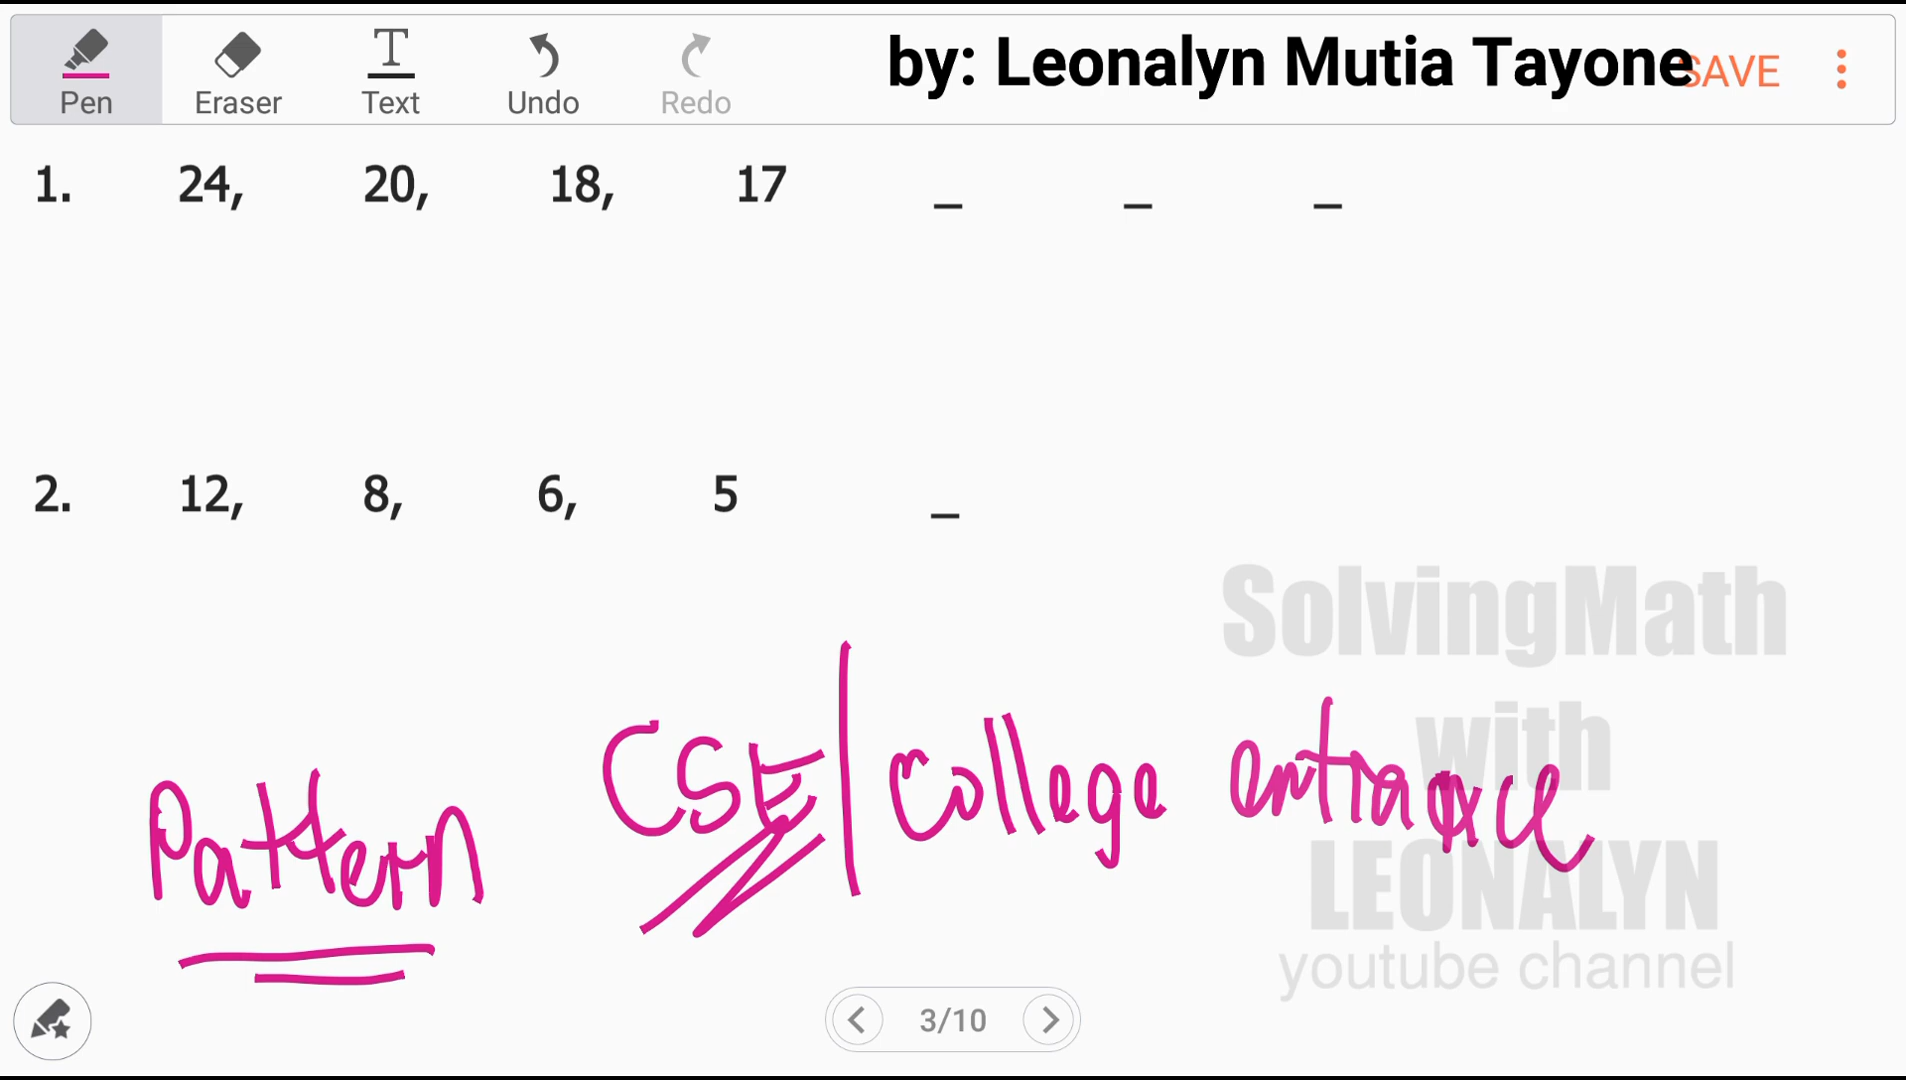 by: Leonalyn Mutia Tayone
SAVE
Pen Eraser Text Undo Redo
1. 24, 20, 18, 17 _ _ _
2. 12, 8, 6, 5 _
SolvingMath
with
LEONALYN
youtube channel
Pattern CSE | College entrance
3/10